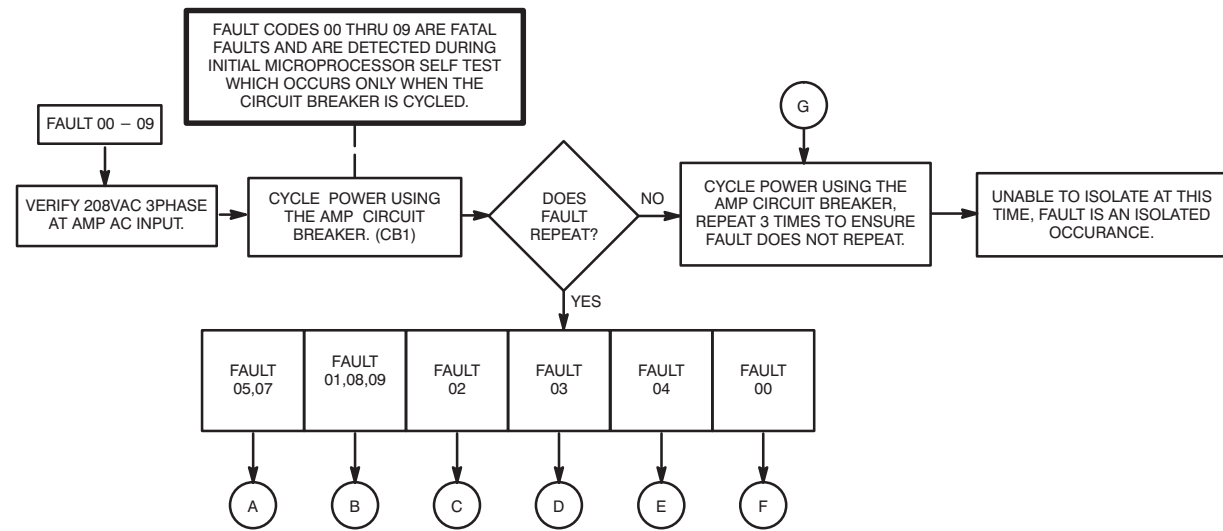 FAULT CODES 00 THRU 09 ARE FATAL
FAULTS AND ARE DETECTED DURING
INITIAL MICROPROCESSOR SELF TEST
WHICH OCCURS ONLY WHEN THE
CIRCUIT BREAKER IS CYCLED.
FAULT 00 – 09
VERIFY 208VAC 3PHASE
AT AMP AC INPUT.
CYCLE POWER USING
THE AMP CIRCUIT
BREAKER. (CB1)
DOES
FAULT
REPEAT?
NO
YES
G
CYCLE POWER USING THE
AMP CIRCUIT BREAKER,
REPEAT 3 TIMES TO ENSURE
FAULT DOES NOT REPEAT.
UNABLE TO ISOLATE AT THIS
TIME, FAULT IS AN ISOLATED
OCCURANCE.
FAULT
05,07
FAULT
01,08,09
FAULT
02
FAULT
03
FAULT
04
FAULT
00
A
B
C
D
E
F